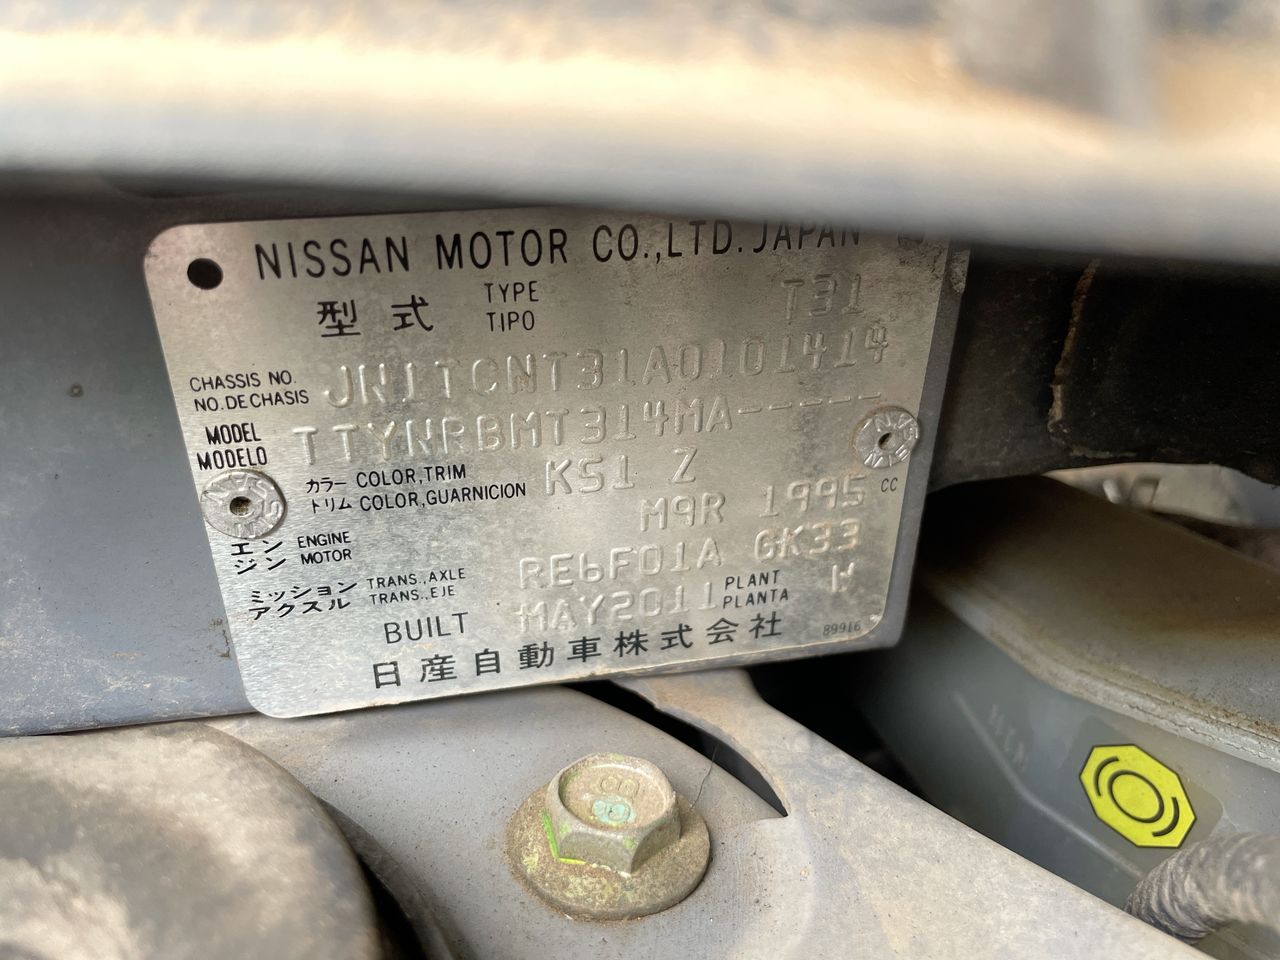 NISSAN MOTOR CO.,LTD. JAPAN
型式 TYPE TIPO T31
CHASSIS NO. NO. DE CHASIS JN1TCNT31A0101414
MODEL MODELO TTYNRBMT314MA-----
カラー COLOR, TRIM トリム COLOR, GUARNICION KS1 Z
エンジン ENGINE MOTOR M9R 1995 CC
ミッション アクスル TRANS., AXLE TRANS., EJE RE6F01A GK33
BUILT MAY2011 PLANT PLANTA W
日産自動車株式会社 89916